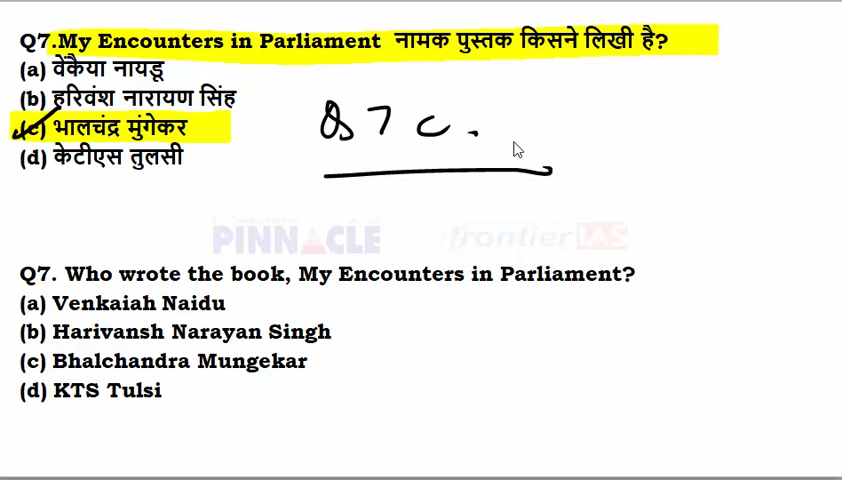 Q7.My Encounters in Parliament नामक पुस्तक किसने लिखी है?
(a) वेंकैया नायडू
(b) हरिवंश नारायण सिंह
(c) भालचंद्र मुंगेकर
(d) केटीएस तुलसी
7 C.
PINNACLE frontier IAS
Q7. Who wrote the book, My Encounters in Parliament?
(a) Venkaiah Naidu
(b) Harivansh Narayan Singh
(c) Bhalchandra Mungekar
(d) KTS Tulsi